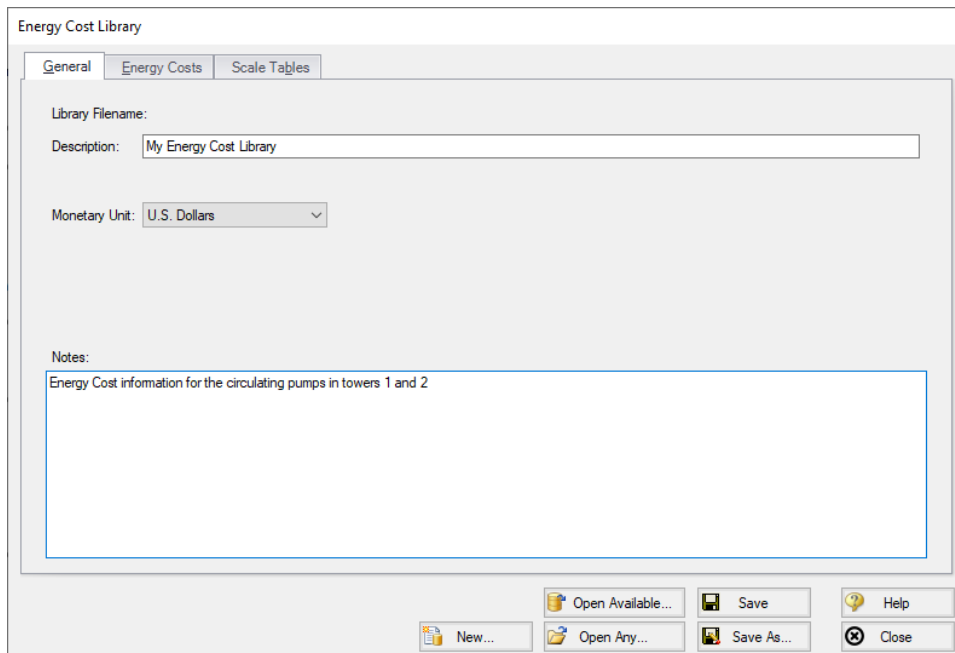 Energy Cost Library
General Energy Costs Scale Tables
Library Filename:
Description: My Energy Cost Library
Monetary Unit: U.S. Dollars
Notes:
Energy Cost information for the circulating pumps in towers 1 and 2
Open Available... Save Help
New... Open Any... Save As... Close